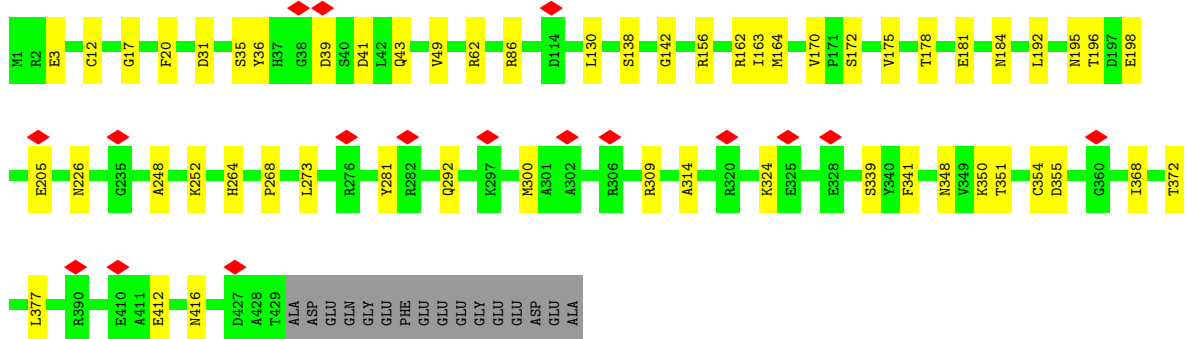 M1 R2 E3 C12 G17 F20 D31 S35 Y36 H37 G38 D39 S40 D41 L42 Q43 V49 R62 R86 D114 L130 S138 G142 R156 R162 I163 M164 V170 P171 S172 V175 T178 E181 N184 L192 N195 T196 D197 E198
E205 N226 G235 A248 K252 H264 P268 L273 R276 Y281 R282 Q292 K297 M300 A301 A302 R306 R309 A314 R320 K324 E325 E328 S339 Y340 F341 N348 V349 K350 T351 C354 D355 G360 I368 T372
L377 R390 E410 A411 E412 N416 D427 A428 T429 ALA ASP GLU GLN GLY GLU PHE GLU GLU GLU GLY GLU GLU ASP GLU ALA